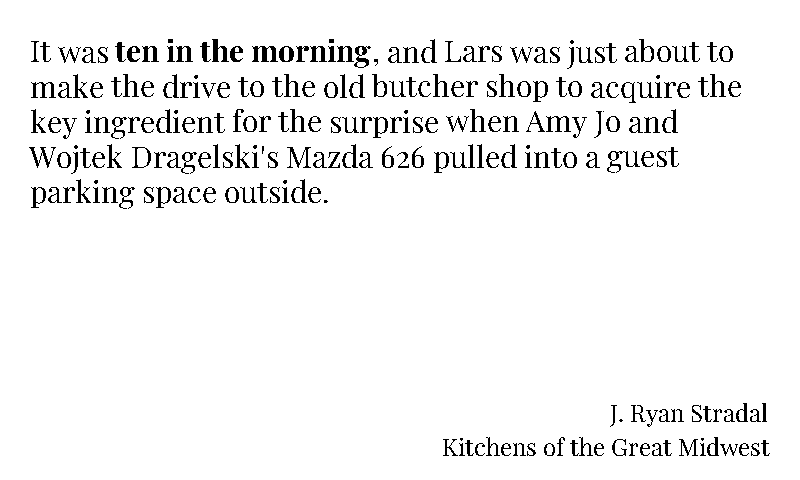 It was ten in the morning, and Lars was just about to
make the drive to the old butcher shop to acquire the
key ingredient for the surprise when Amy Jo and
Wojtek Dragelski's Mazda 626 pulled into a guest
parking space outside.
J. Ryan Stradal
Kitchens of the Great Midwest